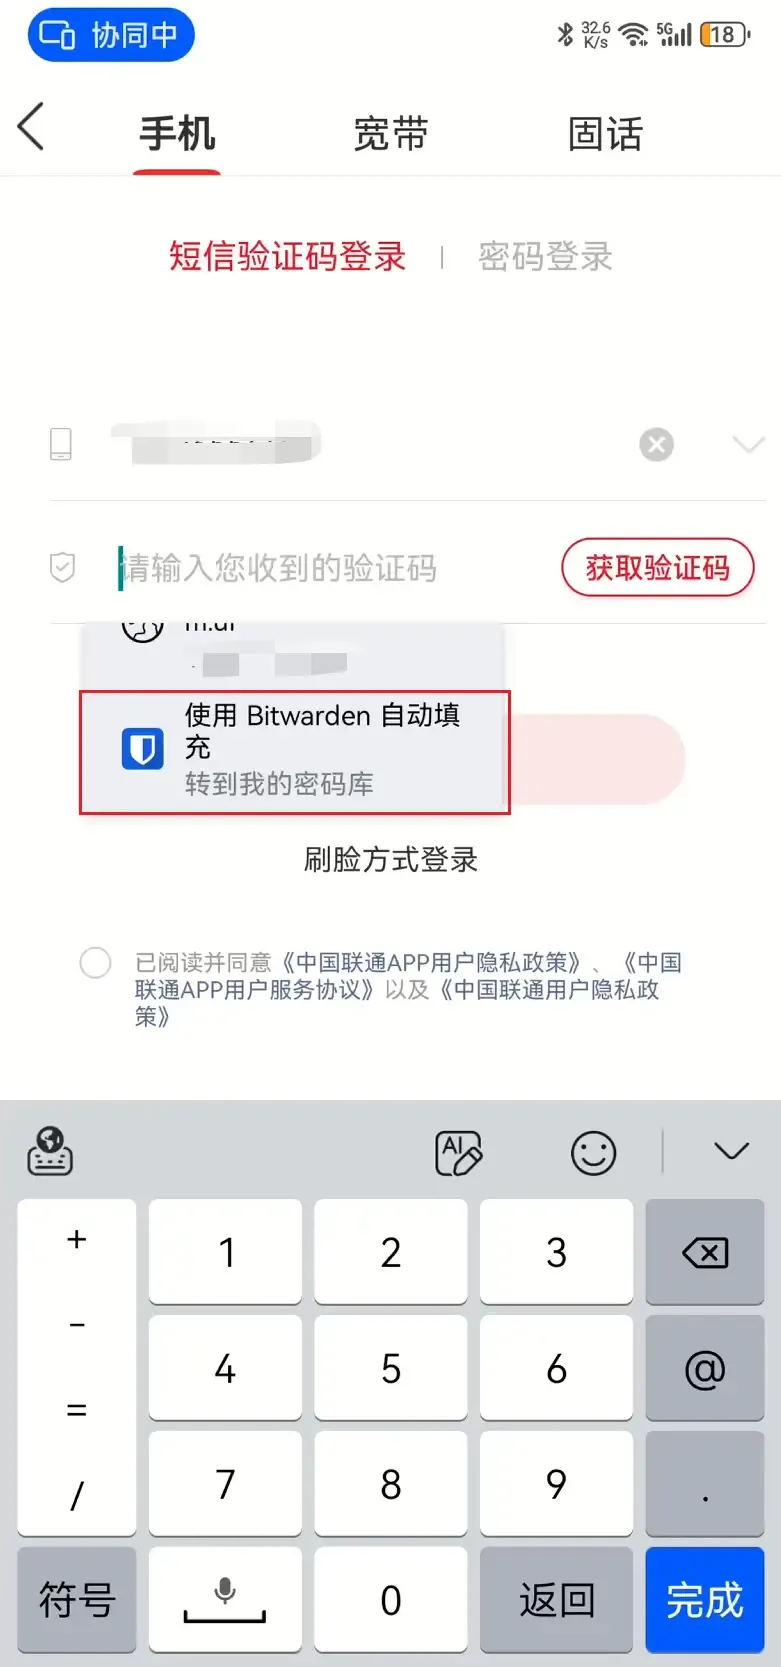 协同中
32.6
K/s
5G
18
手机 宽带 固话
短信验证码登录 | 密码登录
请输入您收到的验证码
获取验证码
使用 Bitwarden 自动填
充
转到我的密码库
刷脸方式登录
已阅读并同意《中国联通APP用户隐私政策》、《中国
联通APP用户服务协议》以及《中国联通用户隐私政
策》
AI
+
1 2 3
-
4 5 6 @
=
7 8 9 .
/
符号 0 返回 完成